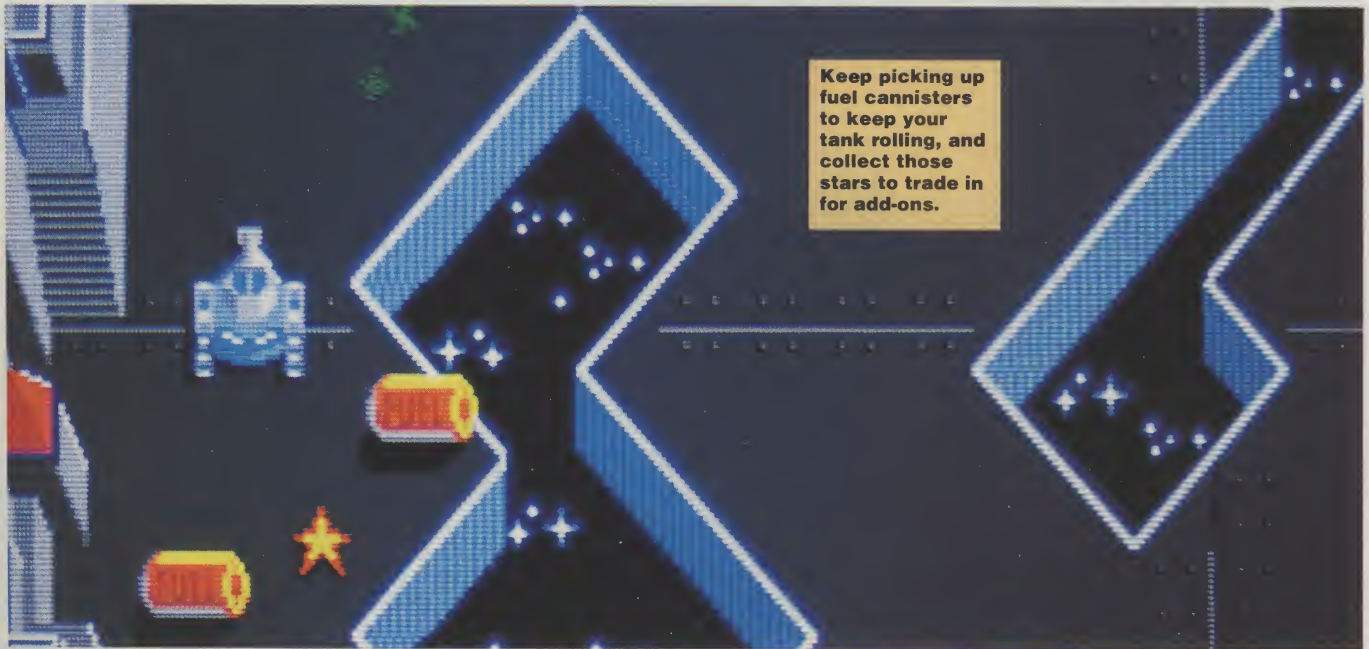 Keep picking up
fuel cannisters
to keep your
tank rolling, and
collect those
stars to trade in
for add-ons.